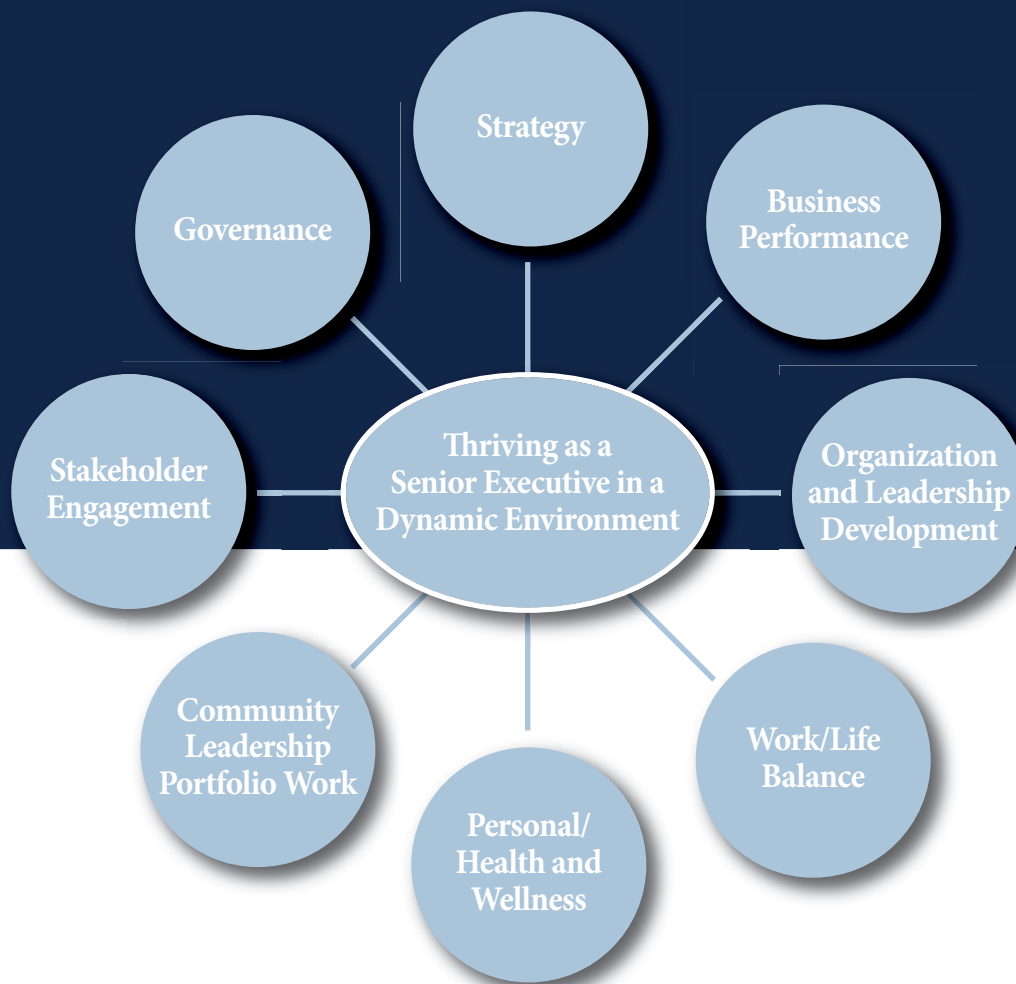 Strategy
Governance
Business
Performance
Stakeholder
Engagement
Thriving as a
Senior Executive in a
Dynamic Environment
Organization
and Leadership
Development
Community
Leadership
Portfolio Work
Work/Life
Balance
Personal/
Health and
Wellness